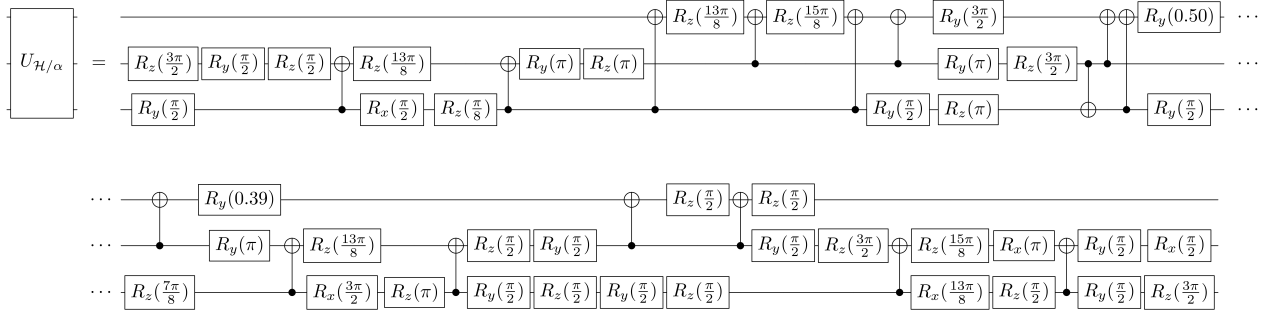 R_z(13π/8) R_z(15π/8) R_y(3π/2) R_y(0.50) ···
U_{ℋ/α} = R_z(3π/2) R_y(π/2) R_z(π/2) R_z(13π/8) R_y(π) R_z(π) R_y(π) R_z(3π/2) ···
R_y(π/2) R_x(π/2) R_z(π/8) R_y(π/2) R_z(π) R_y(π/2) ···
··· R_y(0.39) R_z(π/2) R_z(π/2)
··· R_y(π) R_z(13π/8) R_z(π/2) R_y(π/2) R_y(π/2) R_z(3π/2) R_z(15π/8) R_x(π) R_y(π/2) R_x(π/2)
··· R_z(7π/8) R_x(3π/2) R_z(π) R_y(π/2) R_z(π/2) R_y(π/2) R_z(π/2) R_x(13π/8) R_z(π/2) R_y(π/2) R_z(3π/2)